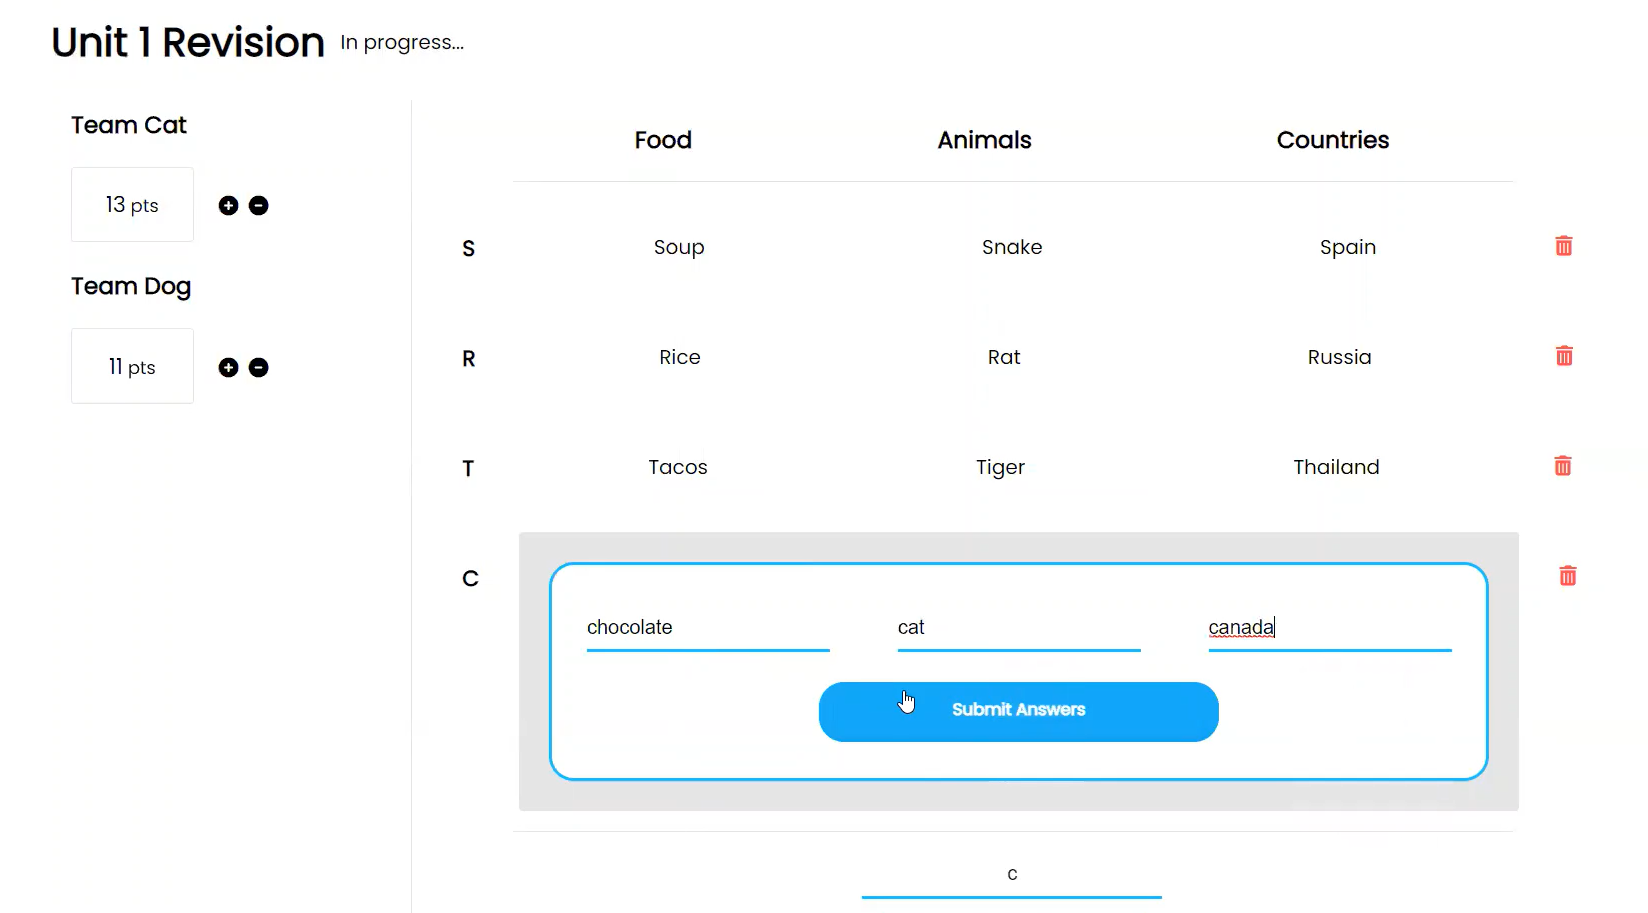 Unit 1 Revision In progress...
Team Cat
13 pts
Team Dog
11 pts
Food Animals Countries
S Soup Snake Spain
R Rice Rat Russia
T Tacos Tiger Thailand
C
chocolate cat canada
Submit Answers
c